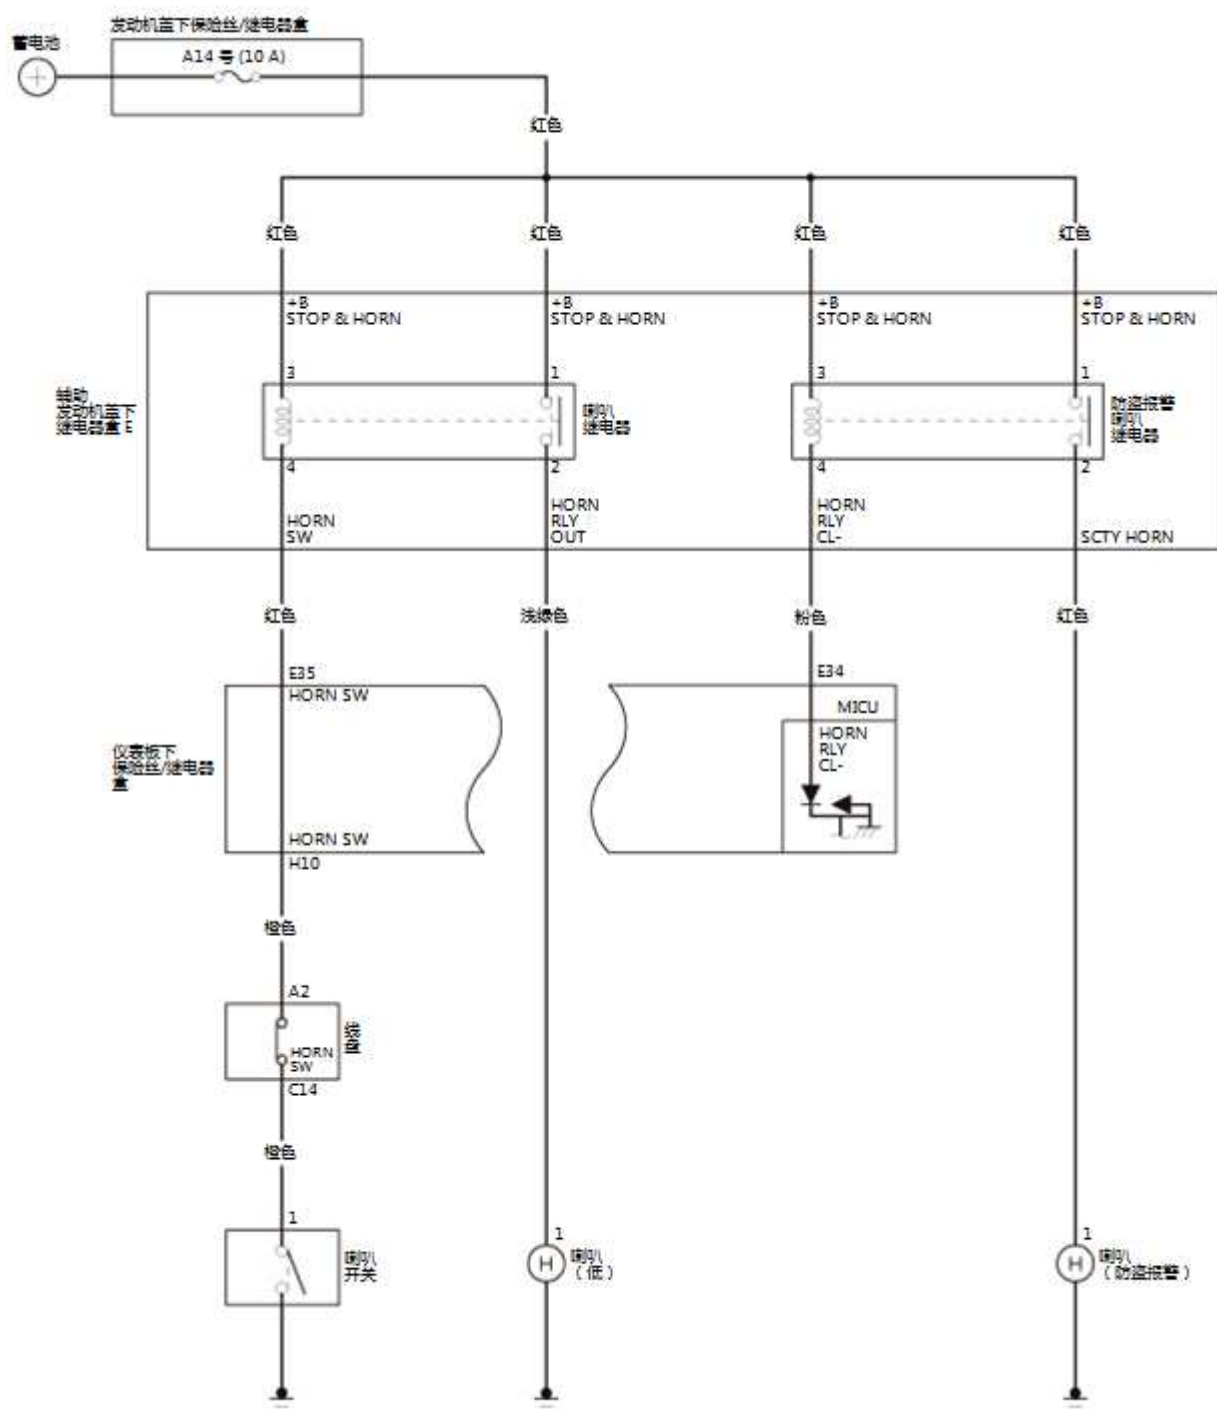 发动机盖下保险丝/继电器盒
蓄电池
A14 号 (10 A)
红色
红色
红色
红色
红色
+B
STOP & HORN
+B
STOP & HORN
+B
STOP & HORN
+B
STOP & HORN
3
1
3
1
辅助
发动机盖下
继电器盒 E
喇叭
继电器
防盗报警
喇叭
继电器
4
2
4
2
HORN
SW
HORN
RLY
OUT
HORN
RLY
CL-
SCTY HORN
红色
浅绿色
粉色
红色
E35
HORN SW
E34
MICU
HORN
RLY
CL-
仪表板下
保险丝/继电器
盒
HORN SW
H10
橙色
A2
HORN
SW
线盘
C14
橙色
1
喇叭
开关
1
H
喇叭
（低）
1
H
喇叭
（防盗报警）